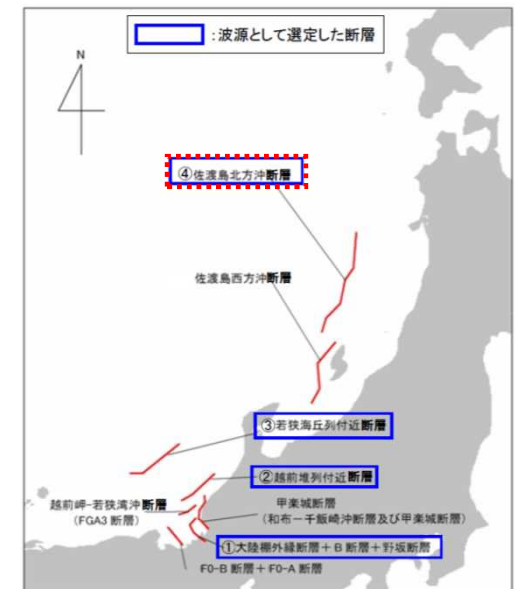 :波源として選定した断層
N
④佐渡島北方沖断層
佐渡島西方沖断層
③若狭海丘列付近断層
②越前堆列付近断層
越前岬-若狭湾沖断層
(FGA3 断層)
甲楽城断層
(和布-干飯崎沖断層及び甲楽城断層)
①大陸棚外縁断層+B断層+野坂断層
F0-B 断層+F0-A 断層